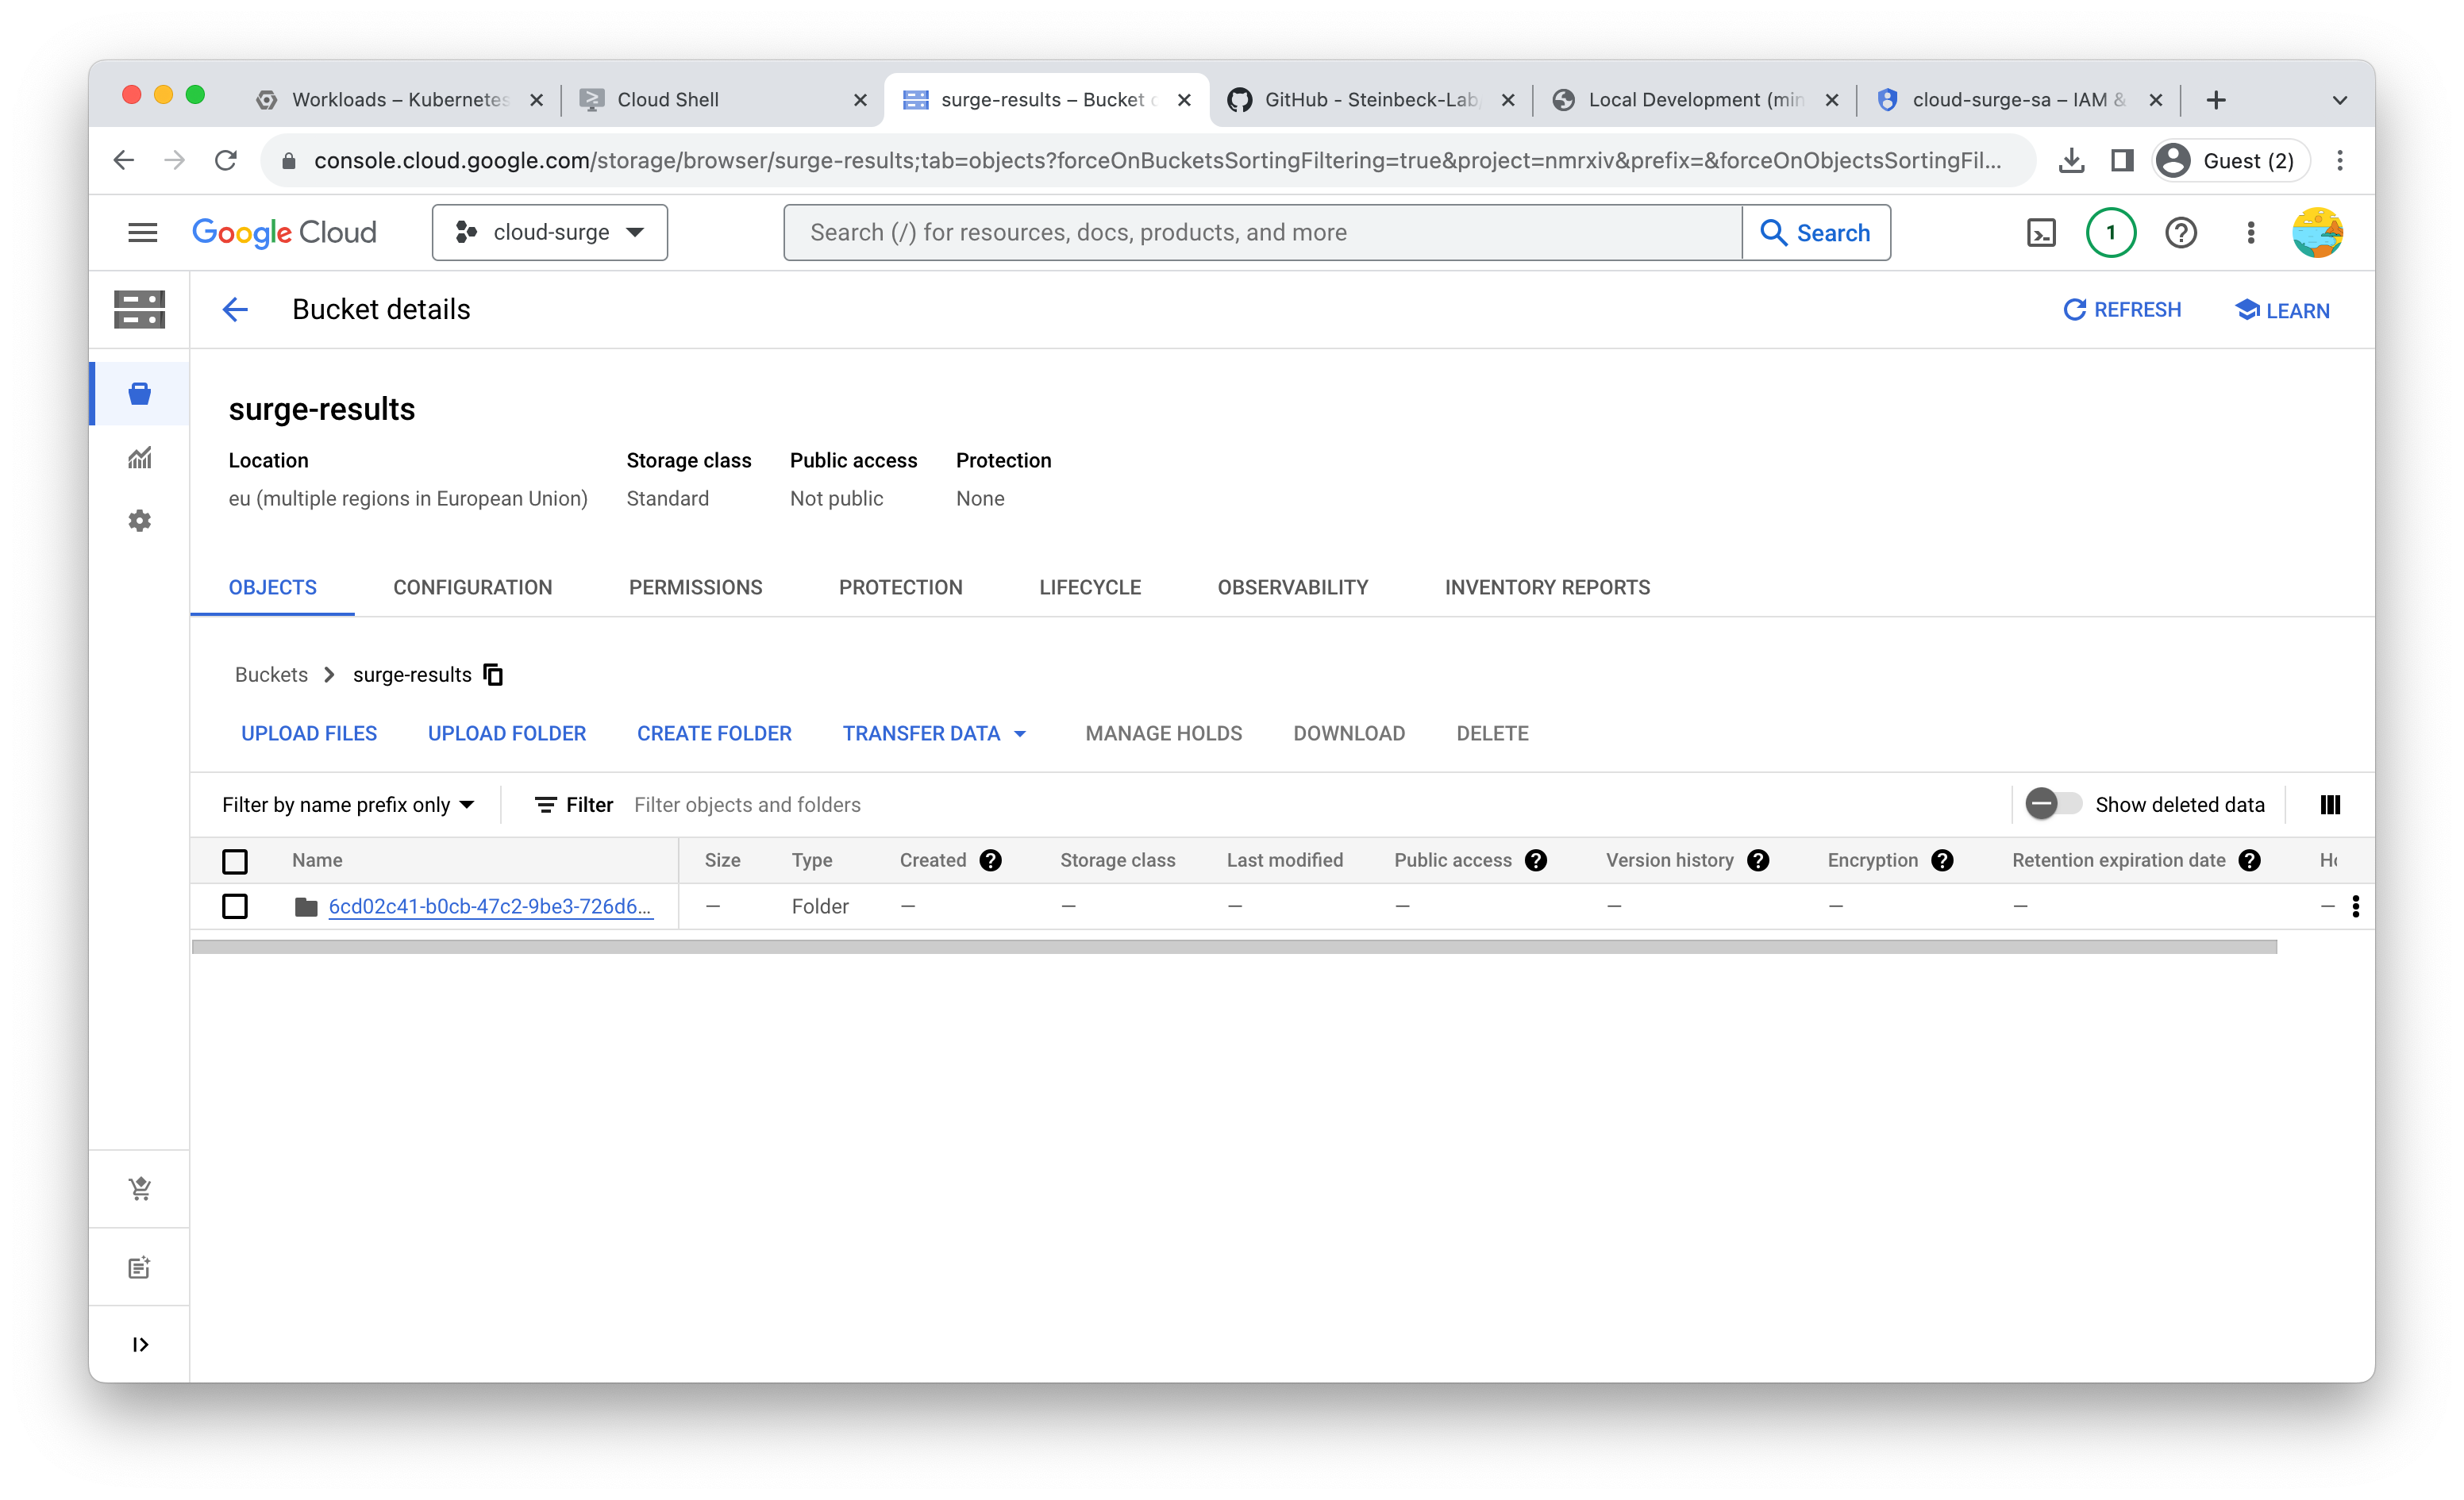 Workloads – Kubernetes
Cloud Shell
surge-results – Bucket
GitHub - Steinbeck-Lab
Local Development (min
cloud-surge-sa – IAM &
console.cloud.google.com/storage/browser/surge-results;tab=objects?forceOnBucketsSortingFiltering=true&project=nmrxiv&prefix=&forceOnObjectsSortingFil...
Guest (2)
Google Cloud
cloud-surge
Search (/) for resources, docs, products, and more
Search
1
Bucket details
REFRESH
LEARN
surge-results
Location Storage class Public access Protection
eu (multiple regions in European Union) Standard Not public None
OBJECTS CONFIGURATION PERMISSIONS PROTECTION LIFECYCLE OBSERVABILITY INVENTORY REPORTS
Buckets > surge-results
UPLOAD FILES UPLOAD FOLDER CREATE FOLDER TRANSFER DATA MANAGE HOLDS DOWNLOAD DELETE
Filter by name prefix only Filter Filter objects and folders Show deleted data
Name Size Type Created Storage class Last modified Public access Version history Encryption Retention expiration date
6cd02c41-b0cb-47c2-9be3-726d6... — Folder — — — — — — — —